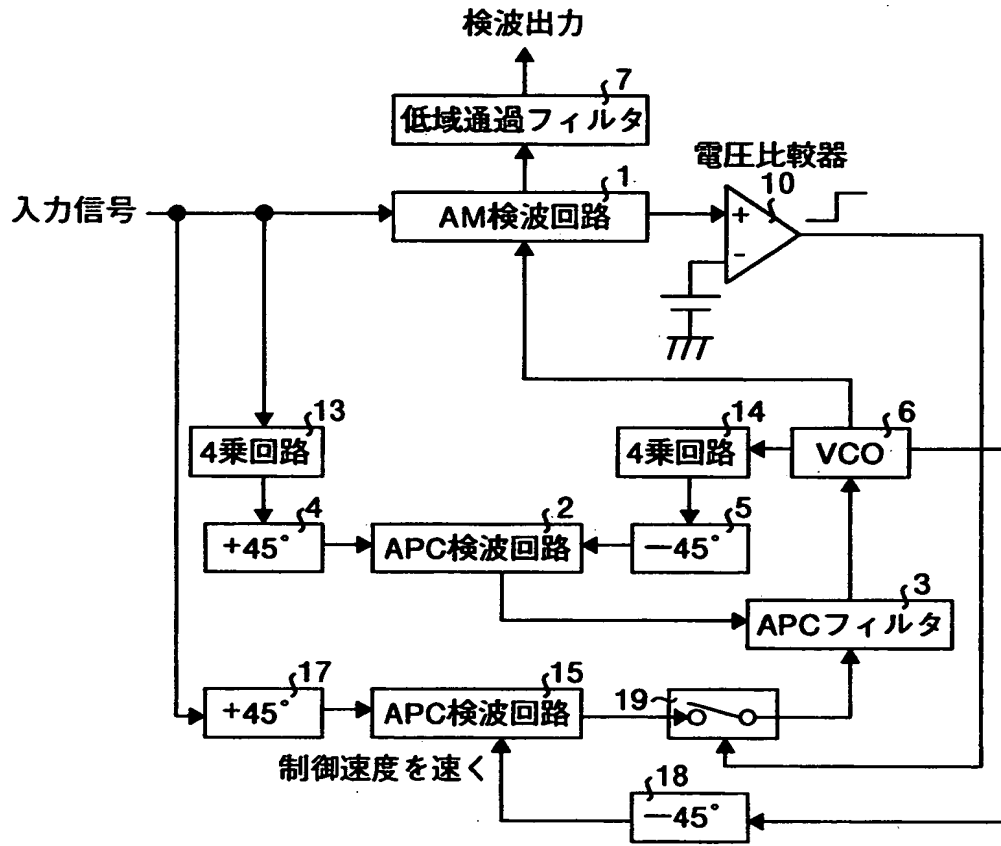 検波出力
7
低域通過フィルタ
電圧比較器
1
10
入力信号
AM検波回路
+
-
13
14
6
4乗回路
4乗回路
VCO
4
2
5
+45°
APC検波回路
−45°
3
APCフィルタ
17
15
19
+45°
APC検波回路
制御速度を速く
18
−45°